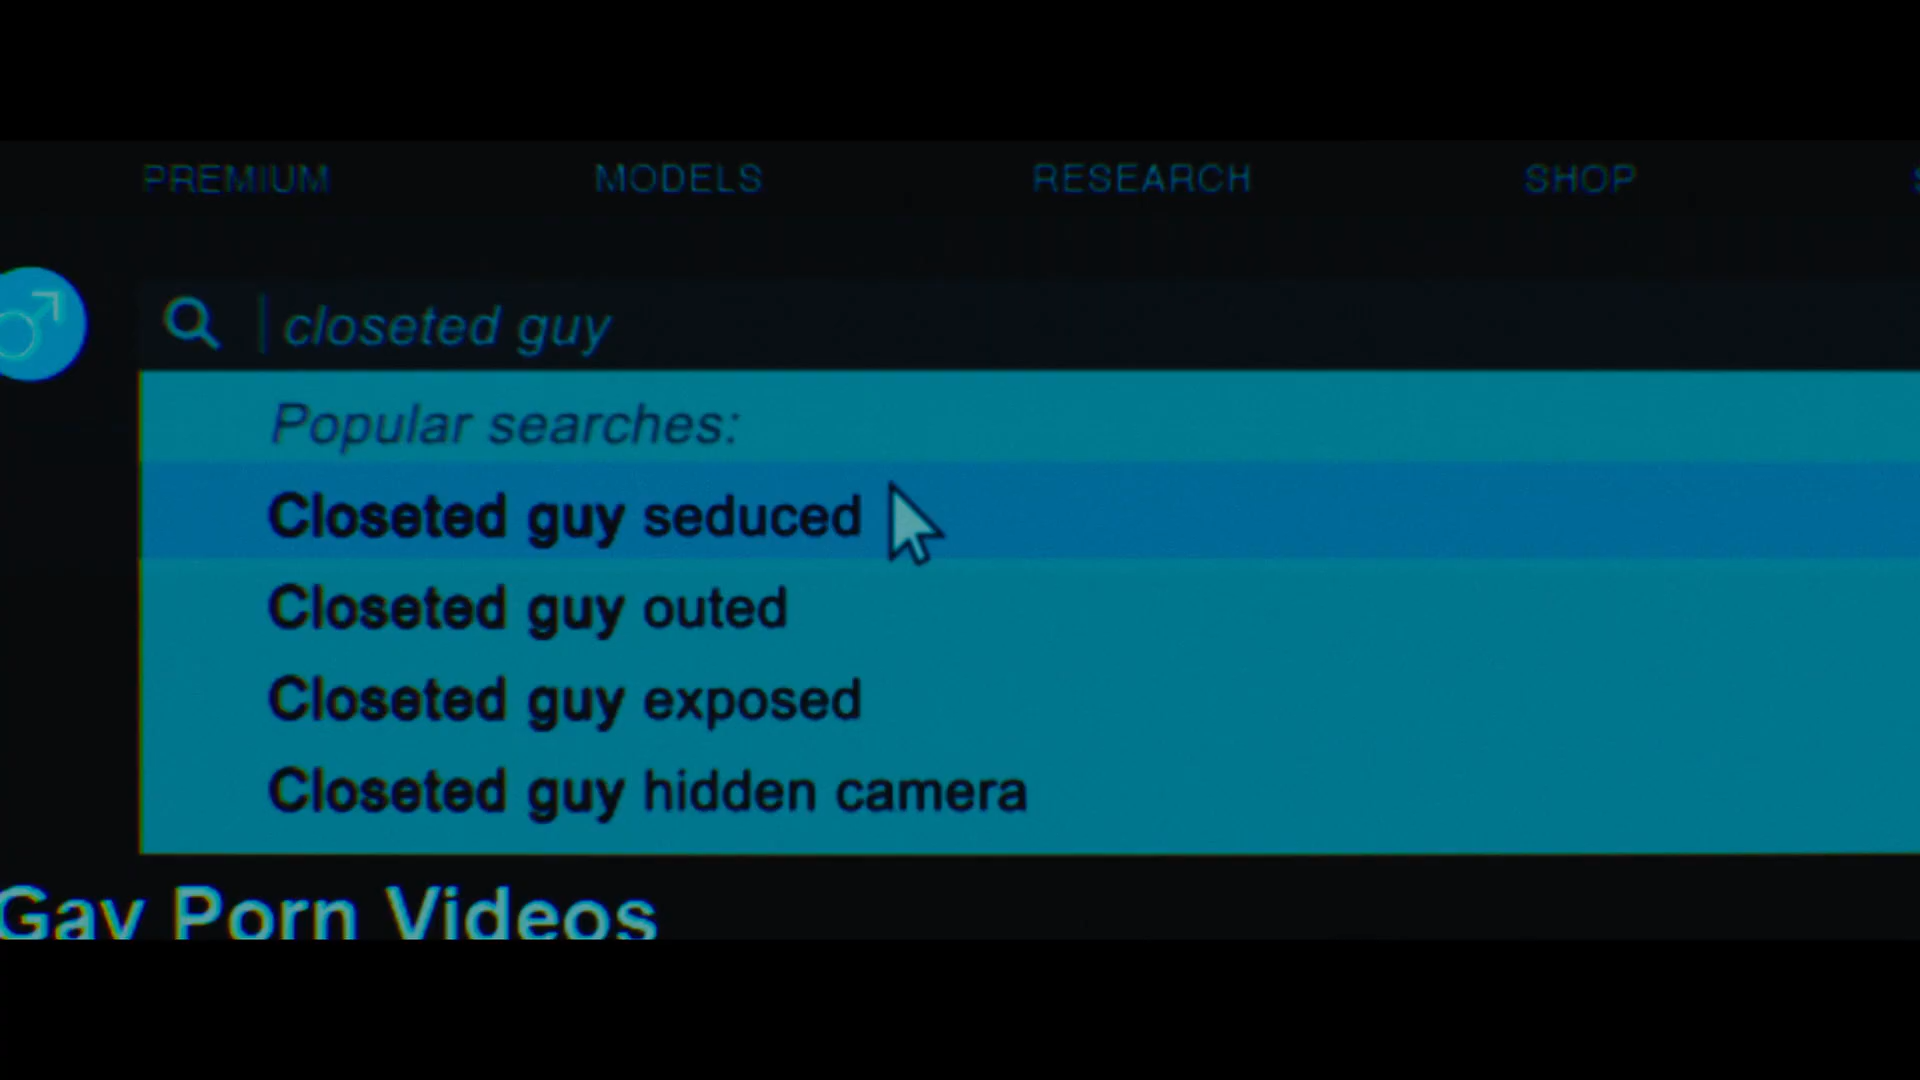 PREMIUM MODELS RESEARCH SHOP
closeted guy
Popular searches:
Closeted guy seduced
Closeted guy outed
Closeted guy exposed
Closeted guy hidden camera
Gay Porn Videos